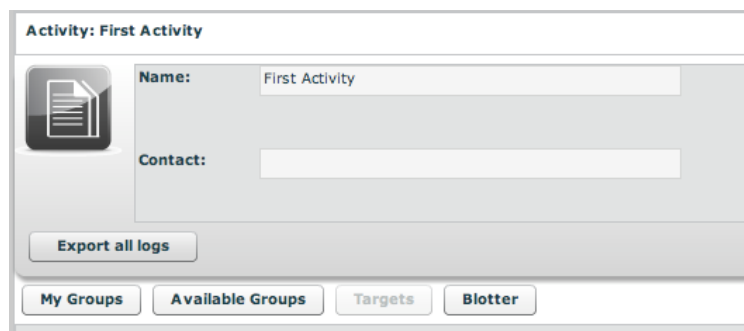 Activity: First Activity
Name: First Activity
Contact:
Export all logs
My Groups Available Groups Targets Blotter